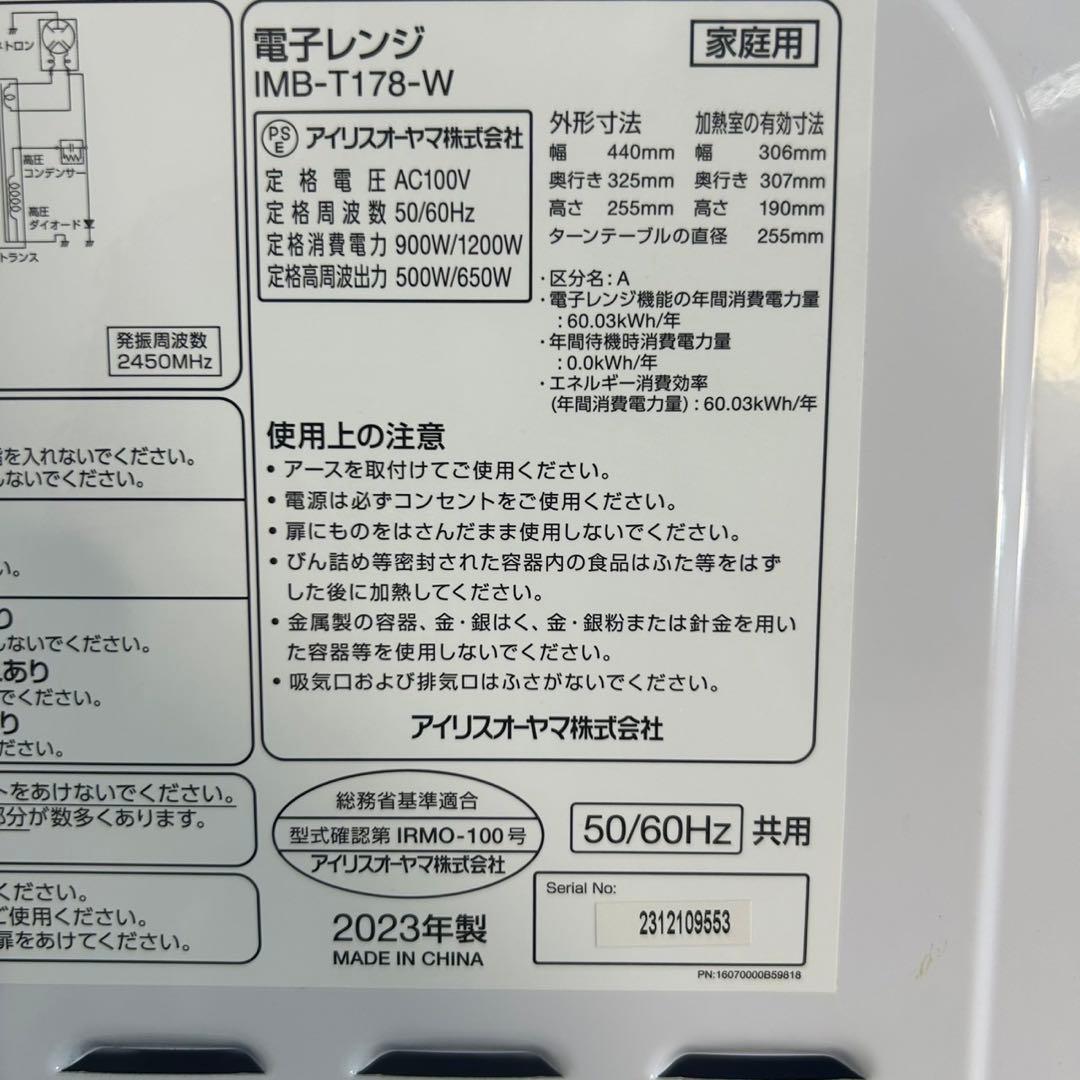 トロン
高圧
コンデンサー
高圧
ダイオード
トランス
発振周波数
2450MHz
を入れないでください。
ないでください。
い。
り
しないでください。
あり
でください。
り
ださい。
トをあけないでください。
部分が数多くあります。
ください。
ご使用ください。
扉をあけてください。
電子レンジ
家庭用
IMB-T178-W
PSE アイリスオーヤマ株式会社
定格電圧 AC100V
定格周波数 50/60Hz
定格消費電力 900W/1200W
定格高周波出力 500W/650W
外形寸法 加熱室の有効寸法
幅 440mm 幅 306mm
奥行き 325mm 奥行き 307mm
高さ 255mm 高さ 190mm
ターンテーブルの直径 255mm
・区分名：A
・電子レンジ機能の年間消費電力量
：60.03kWh/年
・年間待機時消費電力量
：0.0kWh/年
・エネルギー消費効率
(年間消費電力量)：60.03kWh/年
使用上の注意
• アースを取付けてご使用ください。
• 電源は必ずコンセントをご使用ください。
• 扉にものをはさんだまま使用しないでください。
• びん詰め等密封された容器内の食品はふた等をはず
した後に加熱してください。
• 金属製の容器、金・銀はく、金・銀粉または針金を用い
た容器等を使用しないでください。
• 吸気口および排気口はふさがないでください。
アイリスオーヤマ株式会社
総務省基準適合
型式確認第 IRMO-100号
アイリスオーヤマ株式会社
50/60Hz 共用
2023年製
MADE IN CHINA
Serial No:
2312109553
PN:16070000B59818